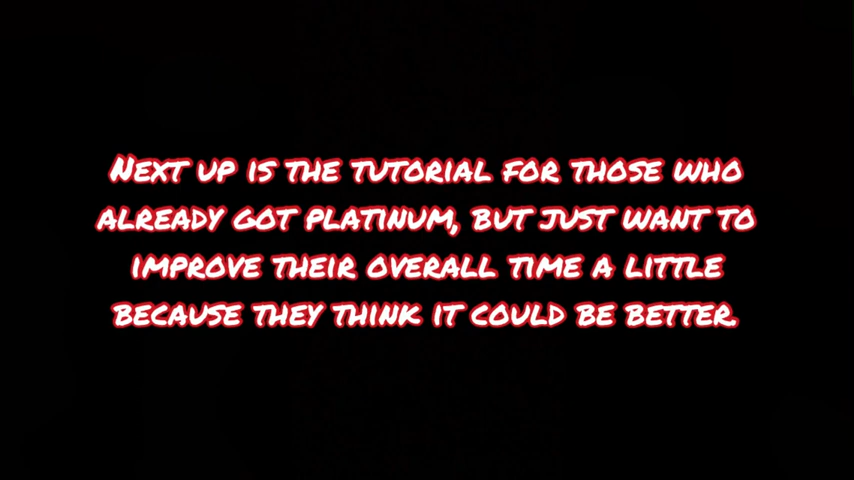 Next up is the tutorial for those who
already got platinum, but just want to
improve their overall time a little
because they think it could be better.